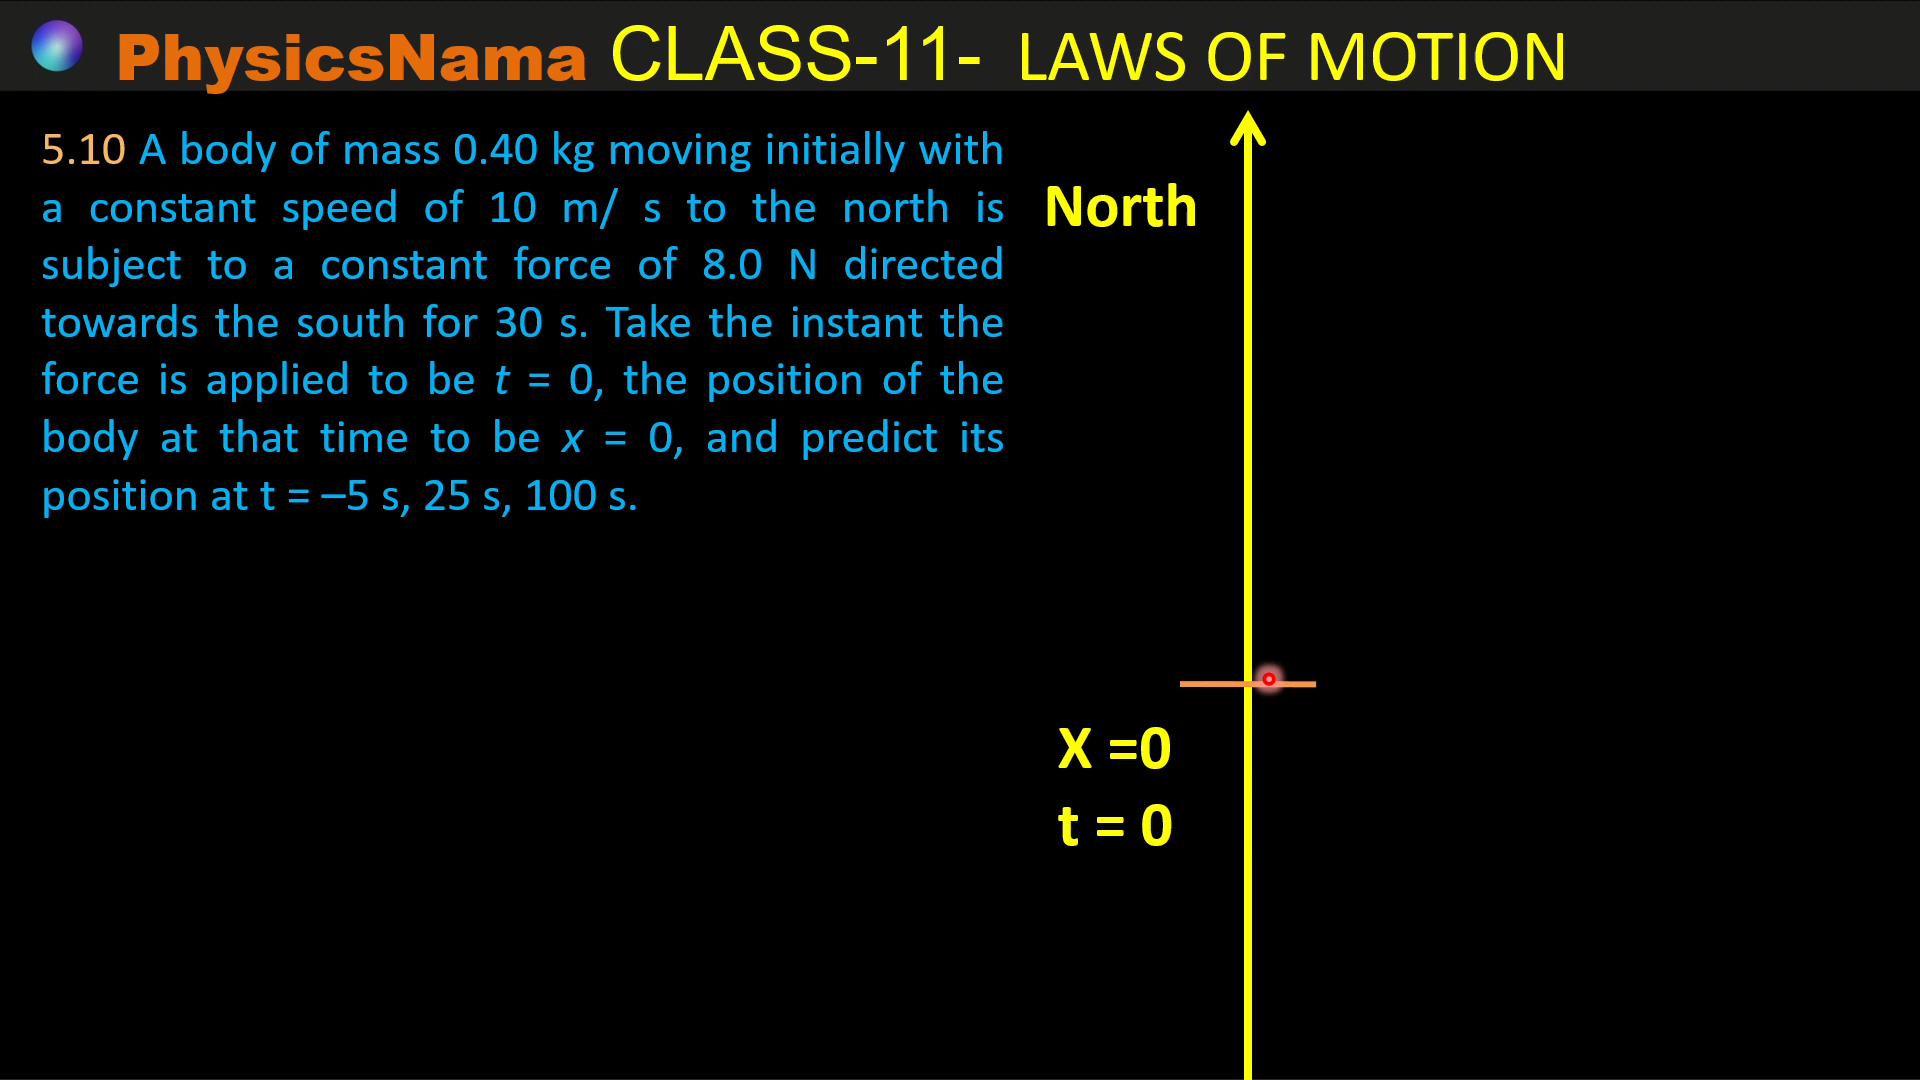 PhysicsNama CLASS-11- LAWS OF MOTION
5.10 A body of mass 0.40 kg moving initially with
a constant speed of 10 m/ s to the north is
subject to a constant force of 8.0 N directed
towards the south for 30 s. Take the instant the
force is applied to be t = 0, the position of the
body at that time to be x = 0, and predict its
position at t = –5 s, 25 s, 100 s.
North
X =0
t = 0